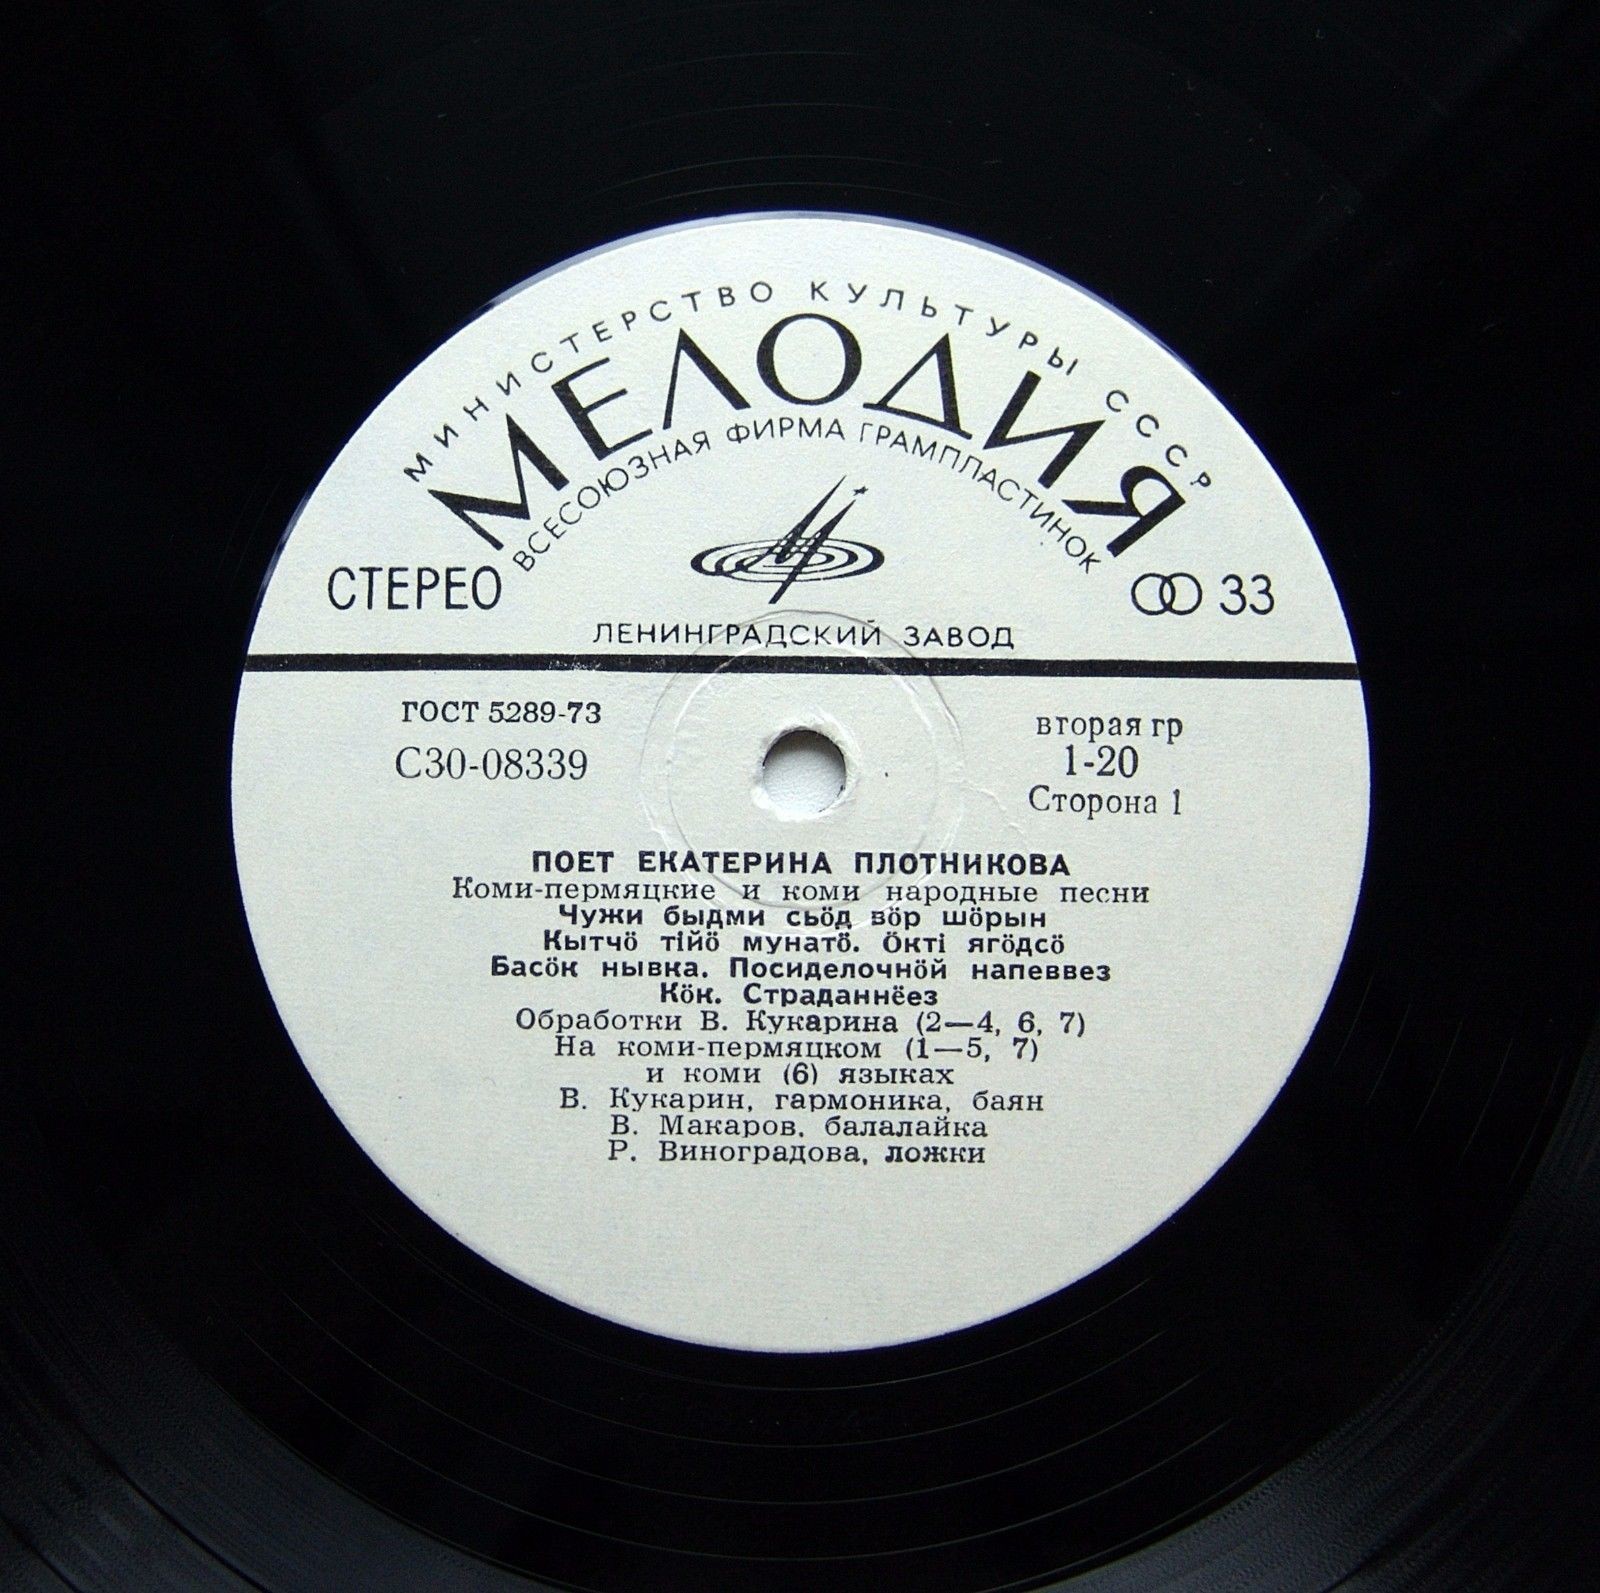 МИНИСТЕРСТВО КУЛЬТУРЫ СССР
МЕЛОДИЯ
ВСЕСОЮЗНАЯ ФИРМА ГРАМПЛАСТИНОК
СТЕРЕО
33
ЛЕНИНГРАДСКИЙ ЗАВОД
ГОСТ 5289-73
С30-08339
вторая гр
1-20
Сторона 1
ПОЕТ ЕКАТЕРИНА ПЛОТНИКОВА
Коми-пермяцкие и коми народные песни
Чужи быдми сьӧд вӧр шӧрын
Кытчӧ тійӧ мунатӧ. Ӧкті ягӧдсӧ
Басӧк нывка. Посиделочнӧй напеввез
Кӧк. Страданнёез
Обработки В. Кукарина (2—4, 6, 7)
На коми-пермяцком (1—5, 7)
и коми (6) языках
В. Кукарин, гармоника, баян
В. Макаров, балалайка
Р. Виноградова, ложки